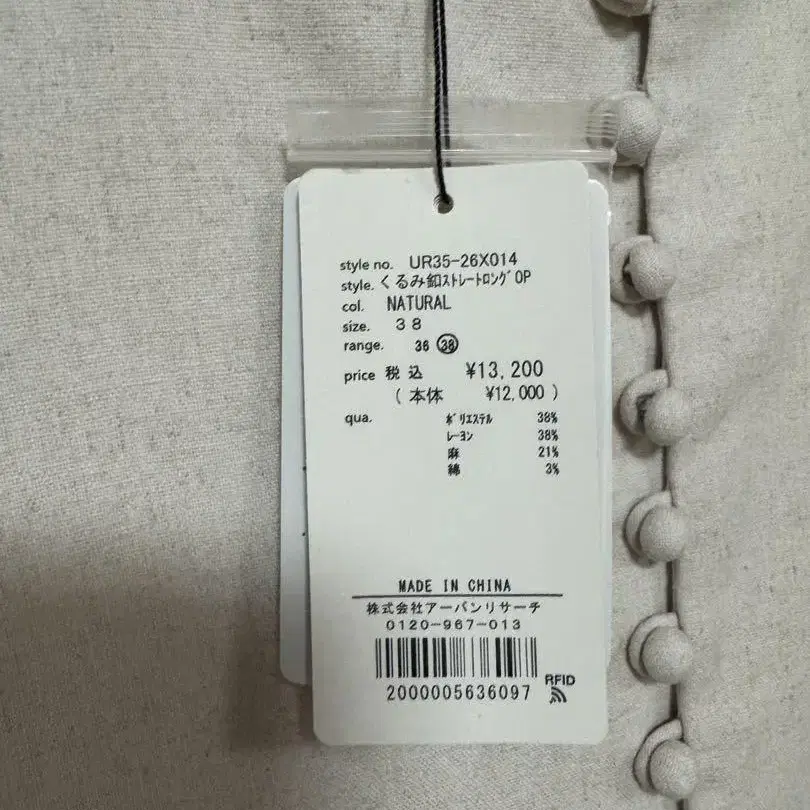 style no. UR35-26X014
style. くるみ釦ｽﾄﾚｰﾄﾛﾝｸﾞOP
col. NATURAL
size. 38
range. 36 38
price 税込 ¥13,200
(本体 ¥12,000)
qua. ﾎﾟﾘｴｽﾃﾙ 38%
ﾚｰﾖﾝ 38%
麻 21%
綿 3%
MADE IN CHINA
株式会社アーバンリサーチ
0120-967-013
RFID
2000005636097